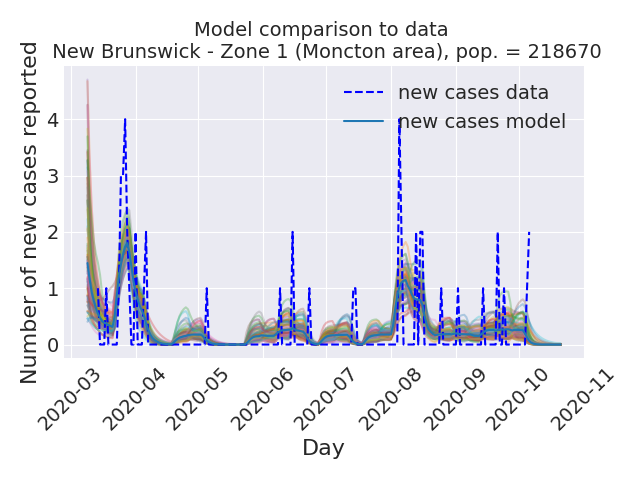 Model comparison to data
New Brunswick - Zone 1 (Moncton area), pop. = 218670
Number of new cases reported
new cases data
new cases model
4
3
2
1
0
2020-03
2020-04
2020-05
2020-06
2020-07
2020-08
2020-09
2020-10
2020-11
Day